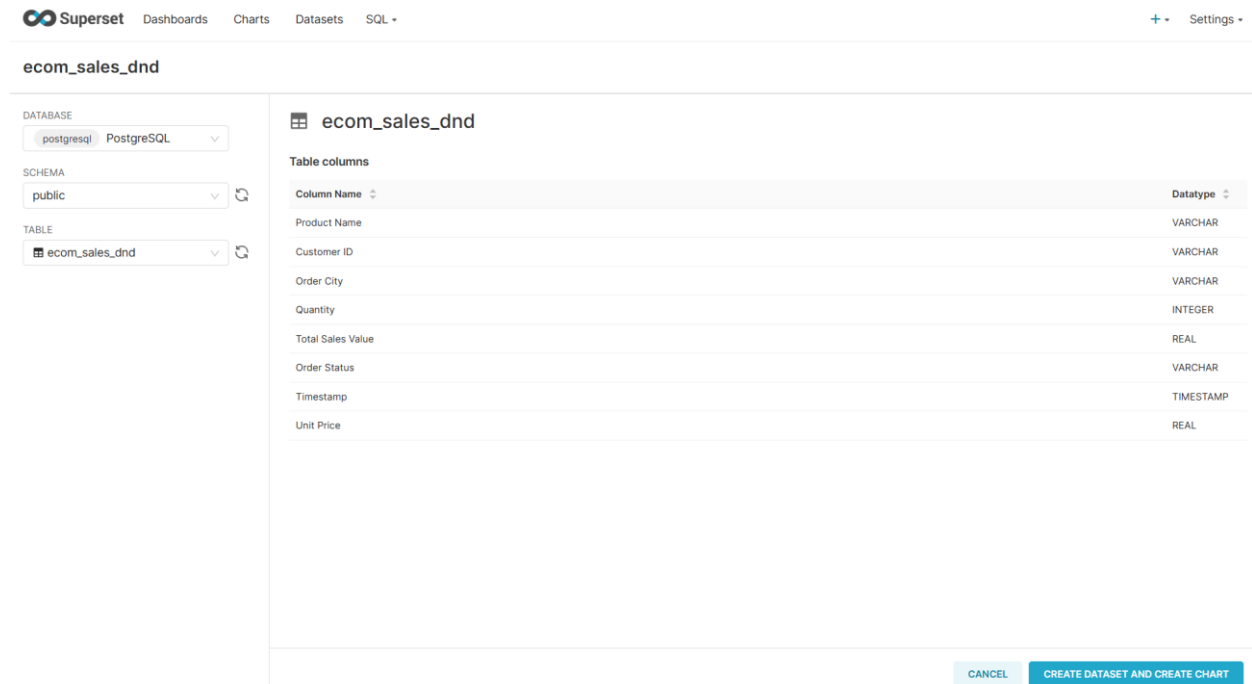 Superset Dashboards Charts Datasets SQL + Settings
ecom_sales_dnd
DATABASE
postgresql PostgreSQL
SCHEMA
public
TABLE
ecom_sales_dnd
ecom_sales_dnd
Table columns
Column Name Datatype
Product Name VARCHAR
Customer ID VARCHAR
Order City VARCHAR
Quantity INTEGER
Total Sales Value REAL
Order Status VARCHAR
Timestamp TIMESTAMP
Unit Price REAL
CANCEL CREATE DATASET AND CREATE CHART